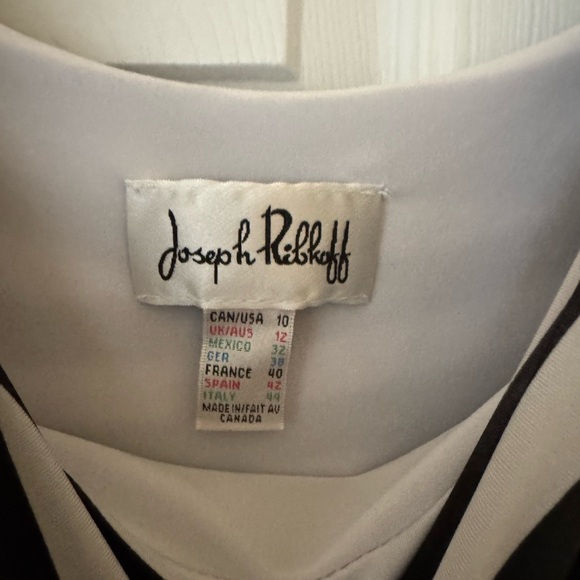 Joseph Ribkoff
CAN/USA 10
UK/AUS 12
MEXICO 32
GER 38
FRANCE 40
SPAIN 42
ITALY 44
MADE IN/FAIT AU
CANADA